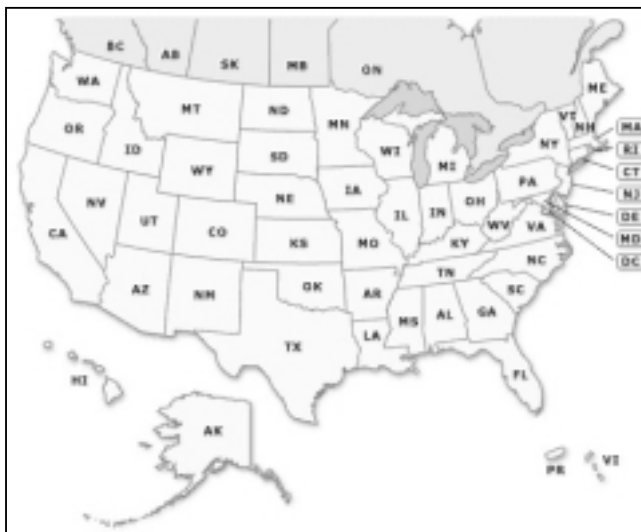 BC
AB
SK
MB
ON
WA
MT
ND
MN
ME
VT
NH
MA
OR
ID
SD
WI
MI
NY
RI
WY
CT
NV
NE
IA
PA
NJ
UT
CO
IL
IN
OH
DE
CA
KS
MO
KY
WV
VA
MD
DC
AZ
NM
OK
AR
TN
NC
SC
TX
LA
MS
AL
GA
FL
HI
AK
PR
VI